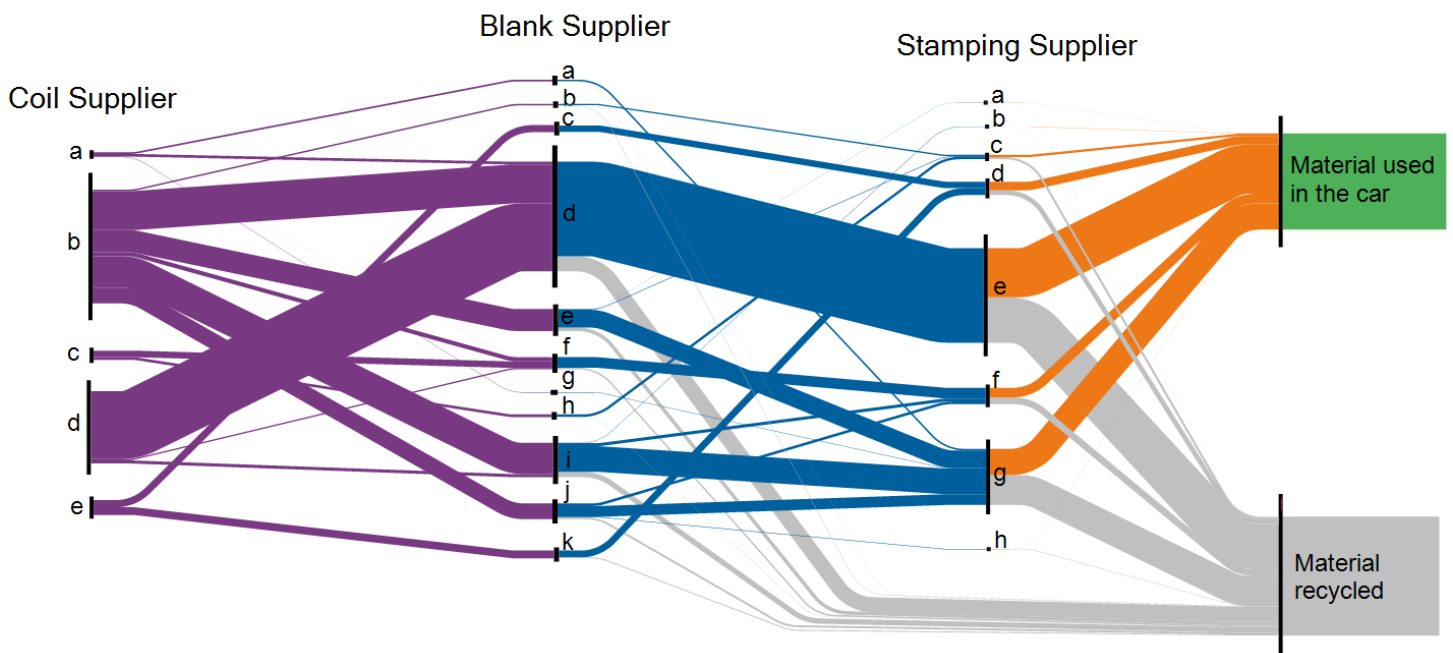 Coil Supplier
a
b
c
d
e
Blank Supplier
a
b
c
d
e
f
g
h
i
j
k
Stamping Supplier
a
b
c
d
e
f
g
h
Material used
in the car
Material
recycled